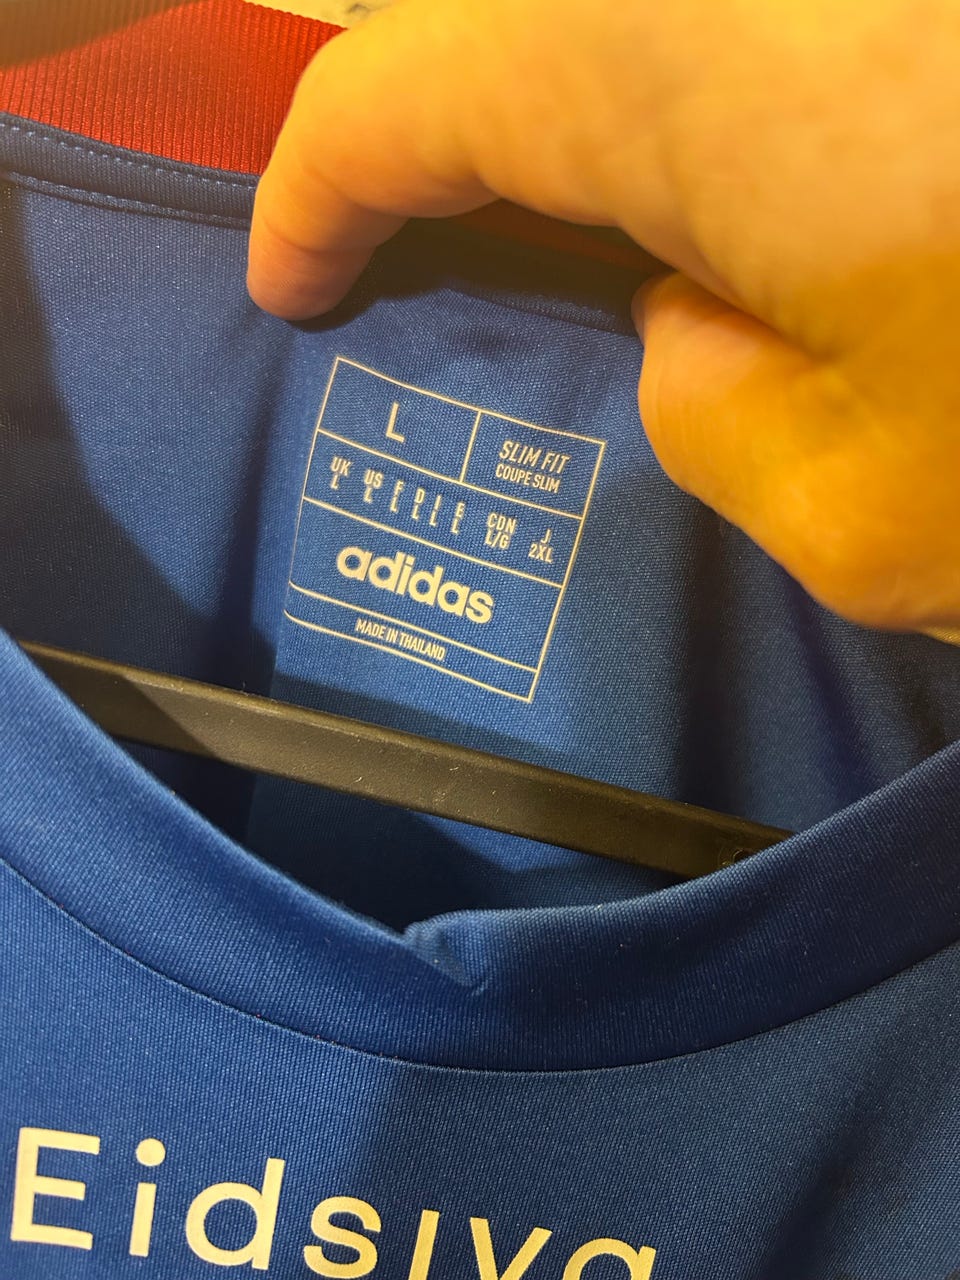 L
SLIM FIT
COUPE SLIM
UK US F D I E CDN J
L L L L L L L/G 2XL
adidas
MADE IN THAILAND
Eidsiva